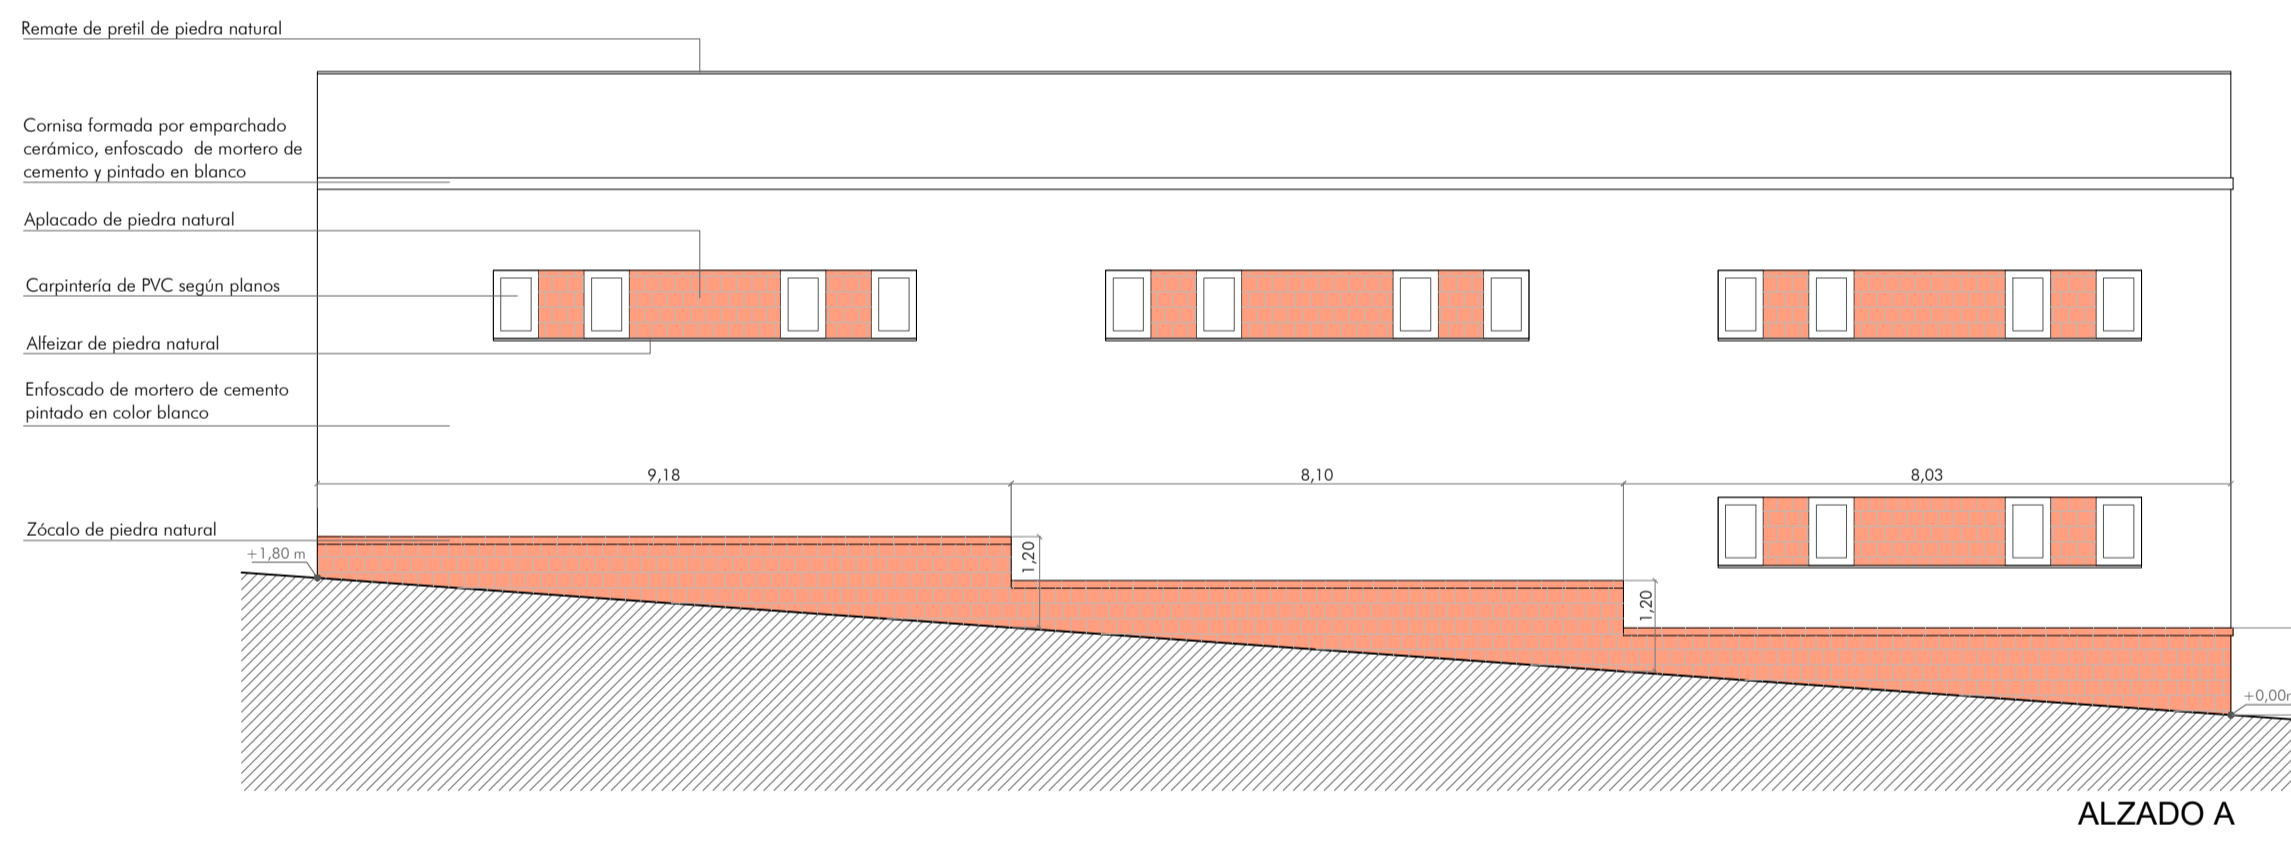 Remate de pretil de piedra natural
Cornisa formada por emparchado
cerámico, enfoscado de mortero de
cemento y pintado en blanco
Aplacado de piedra natural
Carpintería de PVC según planos
Alfeizar de piedra natural
Enfoscado de mortero de cemento
pintado en color blanco
9,18
8,10
8,03
Zócalo de piedra natural
+1,80 m
1,20
1,20
+0,00
ALZADO A